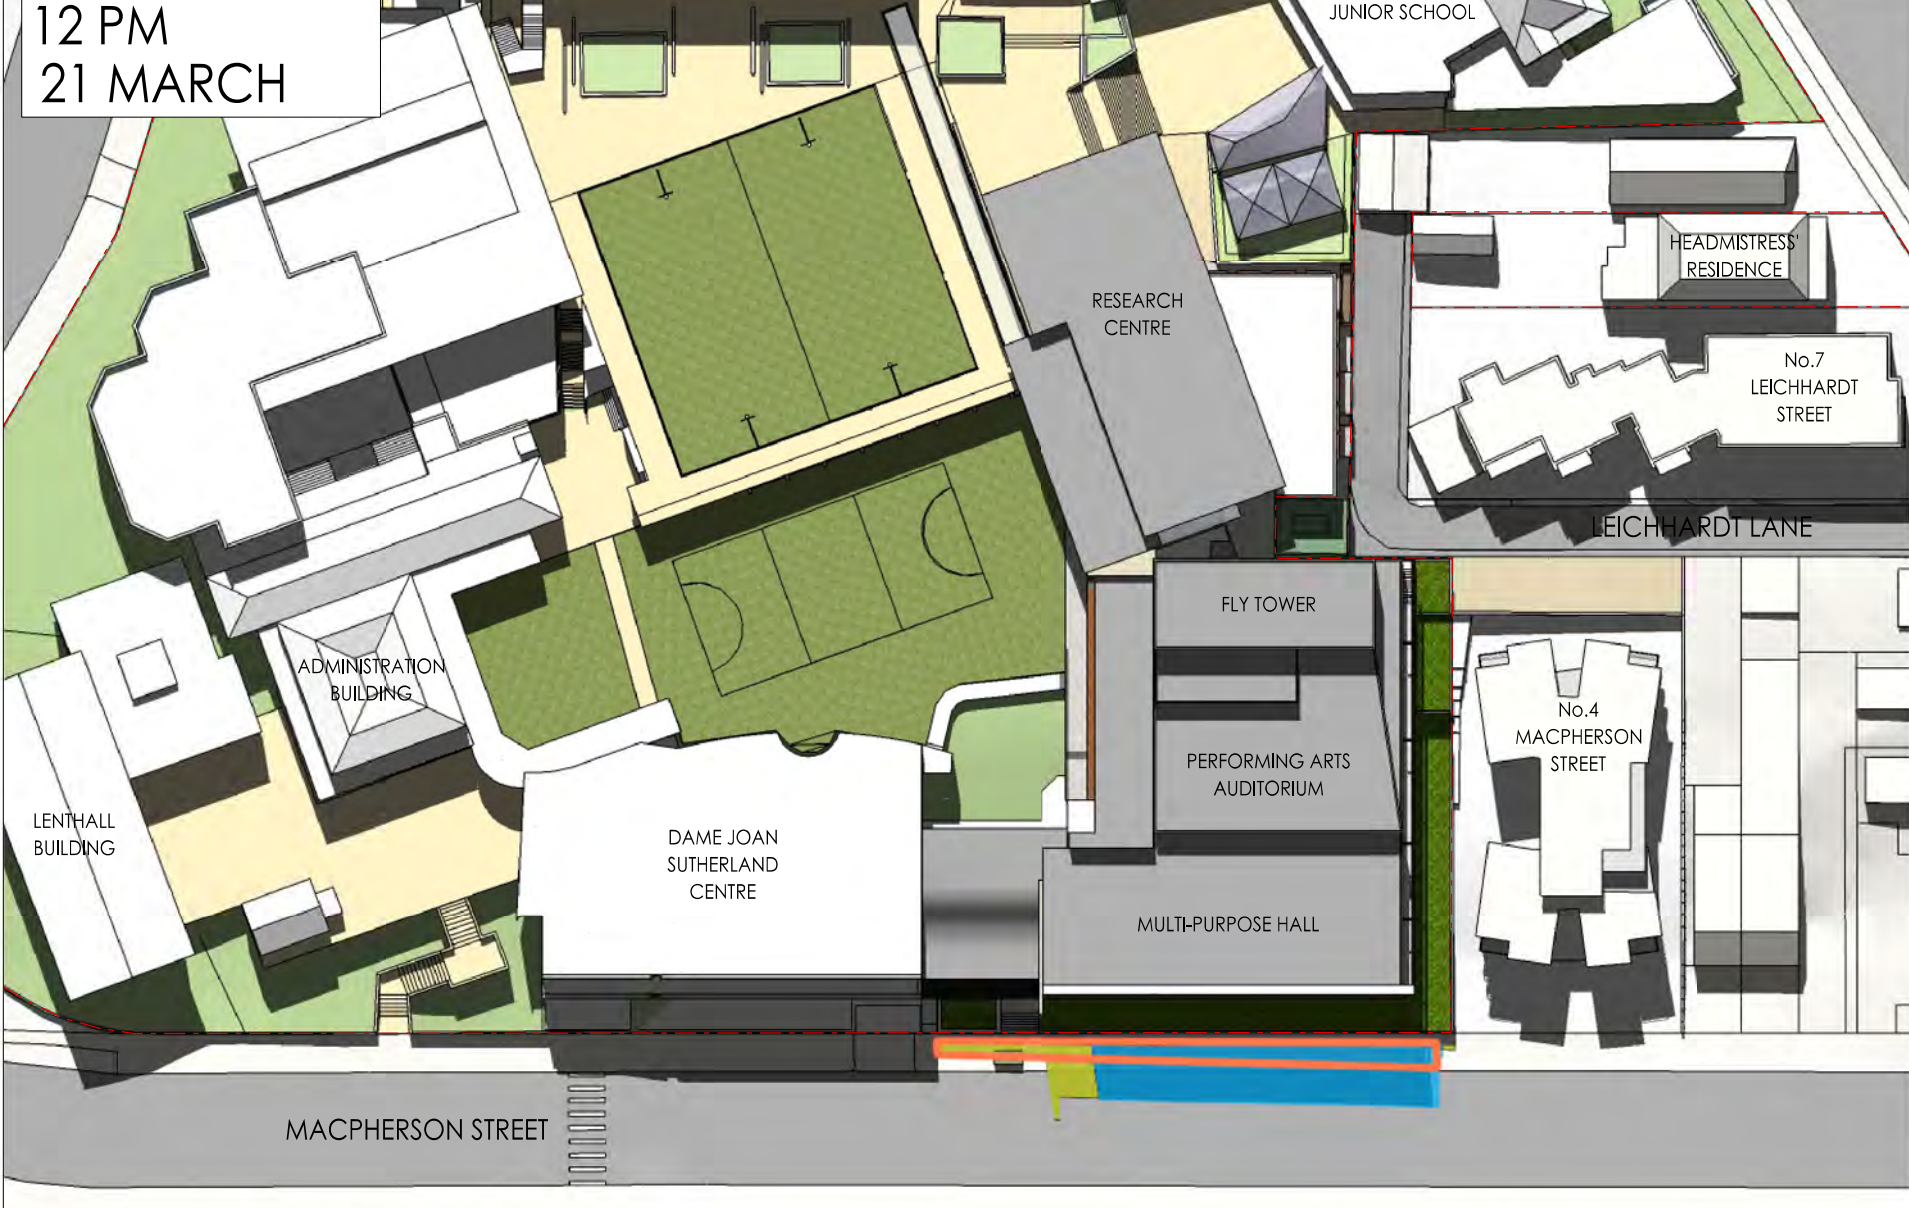 12 PM
21 MARCH
JUNIOR SCHOOL
HEADMISTRESS'
RESIDENCE
RESEARCH
CENTRE
No.7
LEICHHARDT
STREET
LEICHHARDT LANE
FLY TOWER
ADMINISTRATION
BUILDING
No.4
MACPHERSON
STREET
PERFORMING ARTS
AUDITORIUM
LENTHALL
BUILDING
DAME JOAN
SUTHERLAND
CENTRE
MULTI-PURPOSE HALL
MACPHERSON STREET